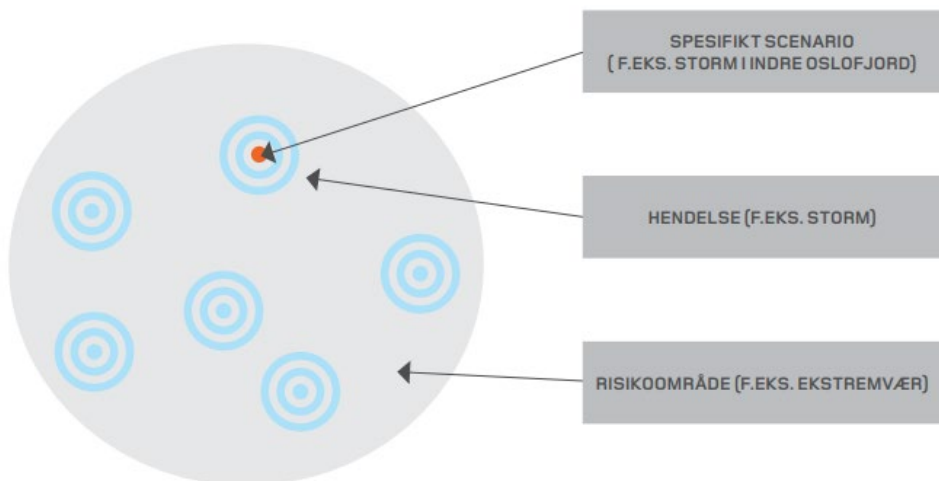 SPESIFIKT SCENARIO
( F.EKS. STORM I INDRE OSLOFJORD)
HENDELSE (F.EKS. STORM)
RISIKOOMRÅDE (F.EKS. EKSTREMVÆR)